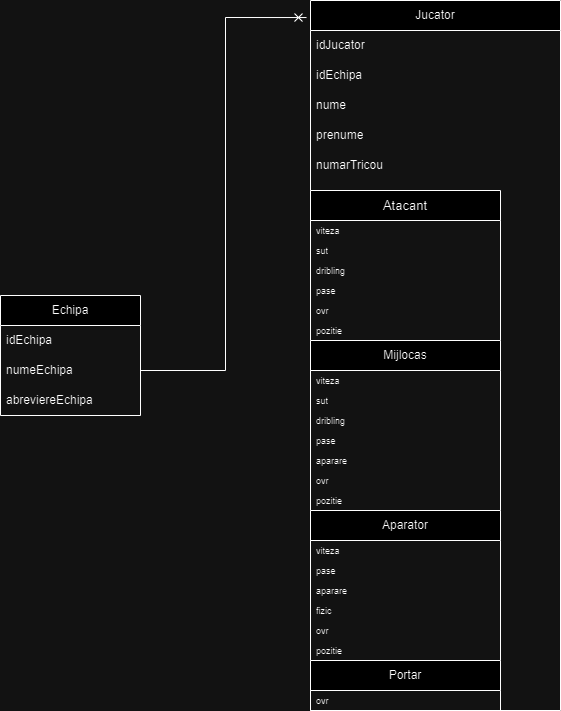 Jucator
idJucator
idEchipa
nume
prenume
numarTricou
Atacant
viteza
sut
dribling
pase
ovr
pozitie
Echipa
idEchipa
numeEchipa
abreviereEchipa
Mijlocas
viteza
sut
dribling
pase
aparare
ovr
pozitie
Aparator
viteza
pase
aparare
fizic
ovr
pozitie
Portar
ovr